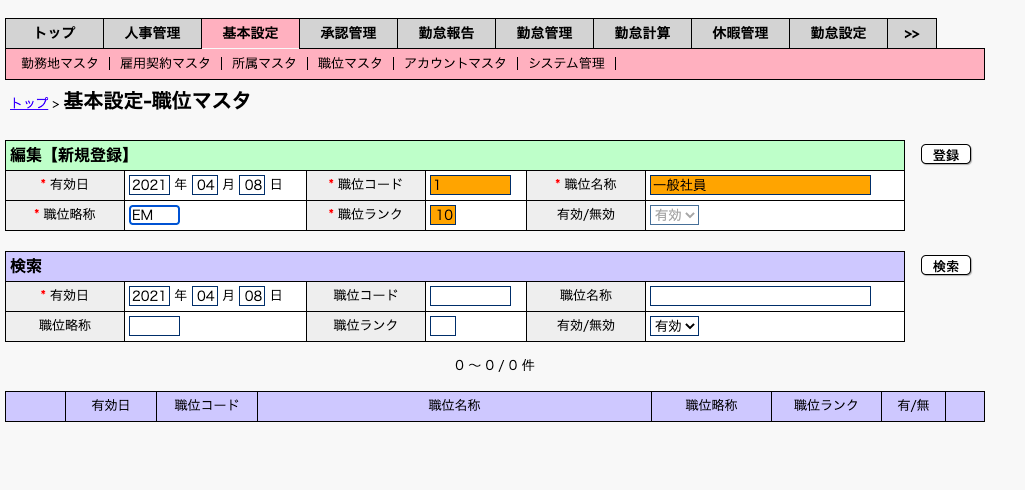 トップ 人事管理 基本設定 承認管理 勤怠報告 勤怠管理 勤怠計算 休暇管理 勤怠設定 >>
勤務地マスタ | 雇用契約マスタ | 所属マスタ | 職位マスタ | アカウントマスタ | システム管理 |
トップ > 基本設定-職位マスタ
編集【新規登録】 登録
* 有効日 2021 年 04 月 08 日 * 職位コード 1 * 職位名称 一般社員
* 職位略称 EM * 職位ランク 10 有効/無効 有効
検索 検索
* 有効日 2021 年 04 月 08 日 職位コード 職位名称
職位略称 職位ランク 有効/無効 有効
0 ～ 0 / 0 件
有効日 職位コード 職位名称 職位略称 職位ランク 有/無